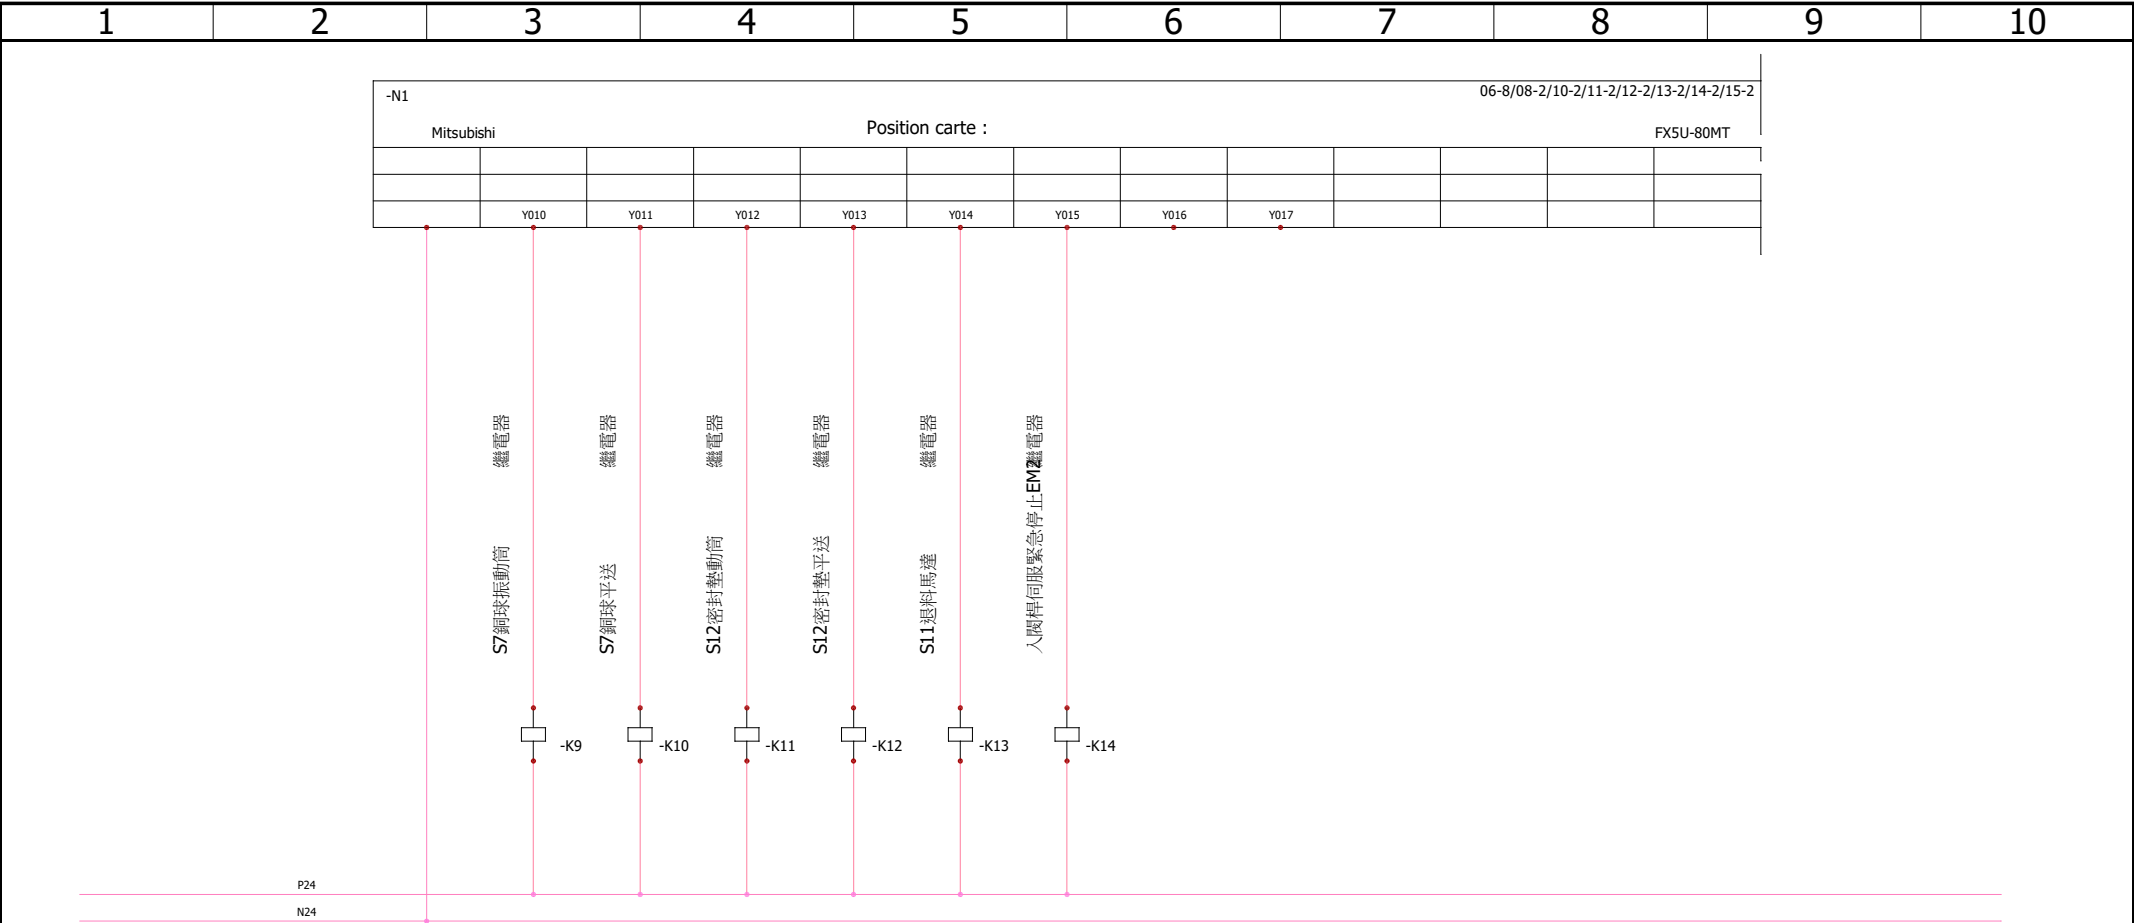 1 2 3 4 5 6 7 8 9 10
-N1 06-8/08-2/10-2/11-2/12-2/13-2/14-2/15-2
Mitsubishi Position carte : FX5U-80MT
Y010 Y011 Y012 Y013 Y014 Y015 Y016 Y017
S7銅球振動筒 繼電器
S7銅球平送 繼電器
S12密封墊動筒 繼電器
S12密封墊平送 繼電器
S11退料馬達 繼電器
入閥桿伺服緊急停止EM2 繼電器
-K9 -K10 -K11 -K12 -K13 -K14
P24
N24